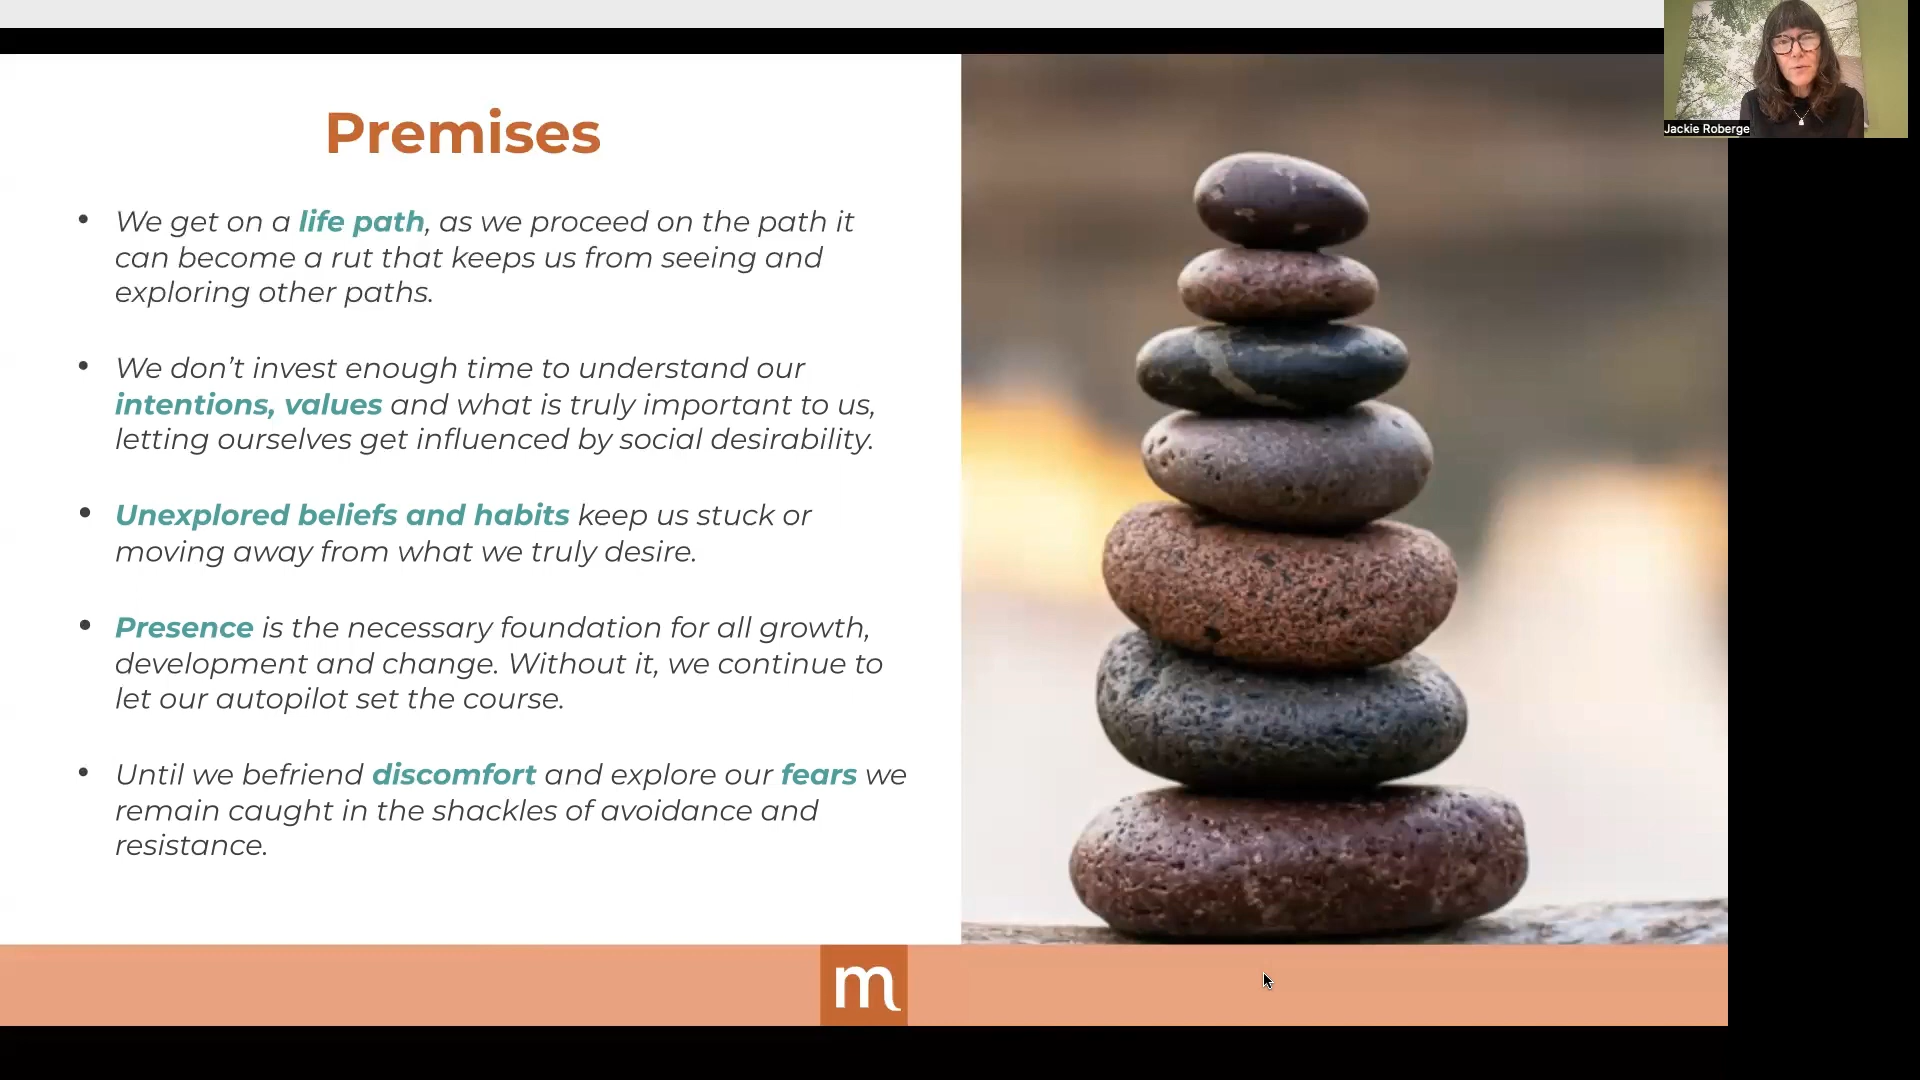 Premises
• We get on a life path, as we proceed on the path it
can become a rut that keeps us from seeing and
exploring other paths.
• We don’t invest enough time to understand our
intentions, values and what is truly important to us,
letting ourselves get influenced by social desirability.
• Unexplored beliefs and habits keep us stuck or
moving away from what we truly desire.
• Presence is the necessary foundation for all growth,
development and change. Without it, we continue to
let our autopilot set the course.
• Until we befriend discomfort and explore our fears we
remain caught in the shackles of avoidance and
resistance.
m
Jackie Roberge